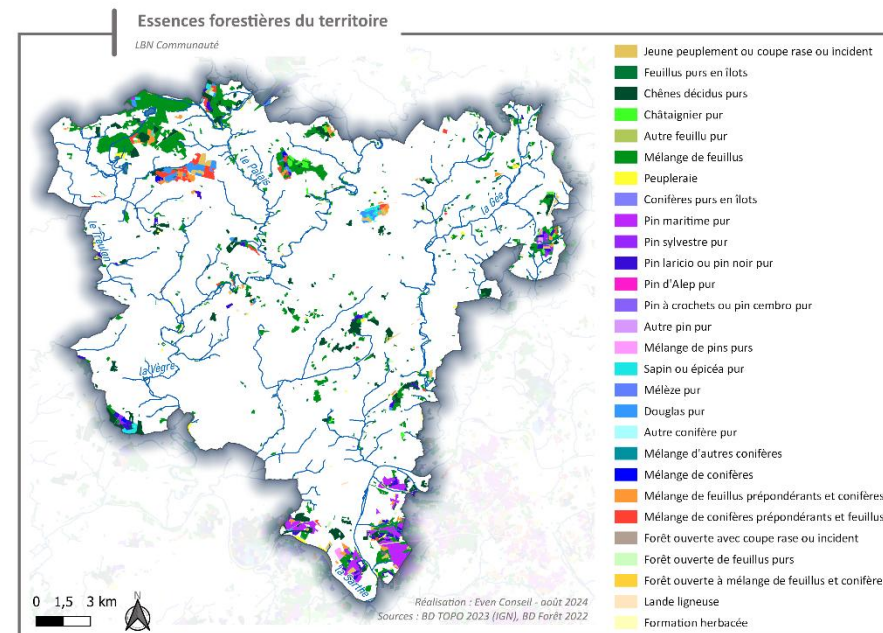 Essences forestières du territoire
LBN Communauté
Jeune peuplement ou coupe rase ou incident
Feuillus purs en îlots
Chênes décidus purs
Châtaignier pur
Autre feuillu pur
Mélange de feuillus
Peupleraie
Conifères purs en îlots
Pin maritime pur
Pin sylvestre pur
Pin laricio ou pin noir pur
Pin d'Alep pur
Pin à crochets ou pin cembro pur
Autre pin pur
Mélange de pins purs
Sapin ou épicéa pur
Mélèze pur
Douglas pur
Autre conifère pur
Mélange d'autres conifères
Mélange de conifères
Mélange de feuillus prépondérants et conifères
Mélange de conifères prépondérants et feuillus
Forêt ouverte avec coupe rase ou incident
Forêt ouverte de feuillus purs
Forêt ouverte à mélange de feuillus et conifère
Lande ligneuse
Formation herbacée
le Palais
la Gée
le Treulon
la Vègre
la Sarthe
0 1,5 3 km
N
Réalisation : Even Conseil - août 2024
Sources : BD TOPO 2023 (IGN), BD Forêt 2022